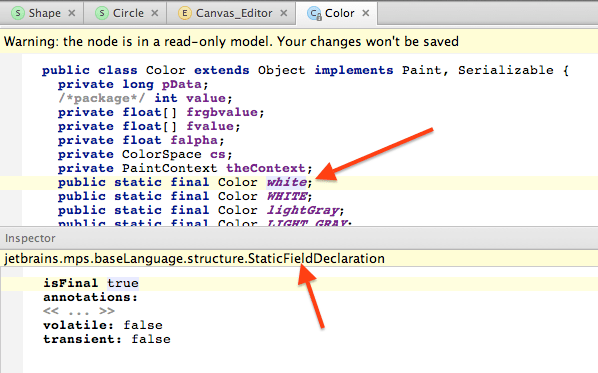 S Shape × S Circle × E Canvas_Editor × C Color ×
Warning: the node is in a read-only model. Your changes won't be saved
public class Color extends Object implements Paint, Serializable {
private long pData;
/*package*/ int value;
private float[] frgbvalue;
private float[] fvalue;
private float falpha;
private ColorSpace cs;
private PaintContext theContext;
public static final Color white;
public static final Color WHITE;
public static final Color lightGray;
public static final Color LIGHT_GRAY;
Inspector
jetbrains.mps.baseLanguage.structure.StaticFieldDeclaration
isFinal true
annotations:
<< ... >>
volatile: false
transient: false